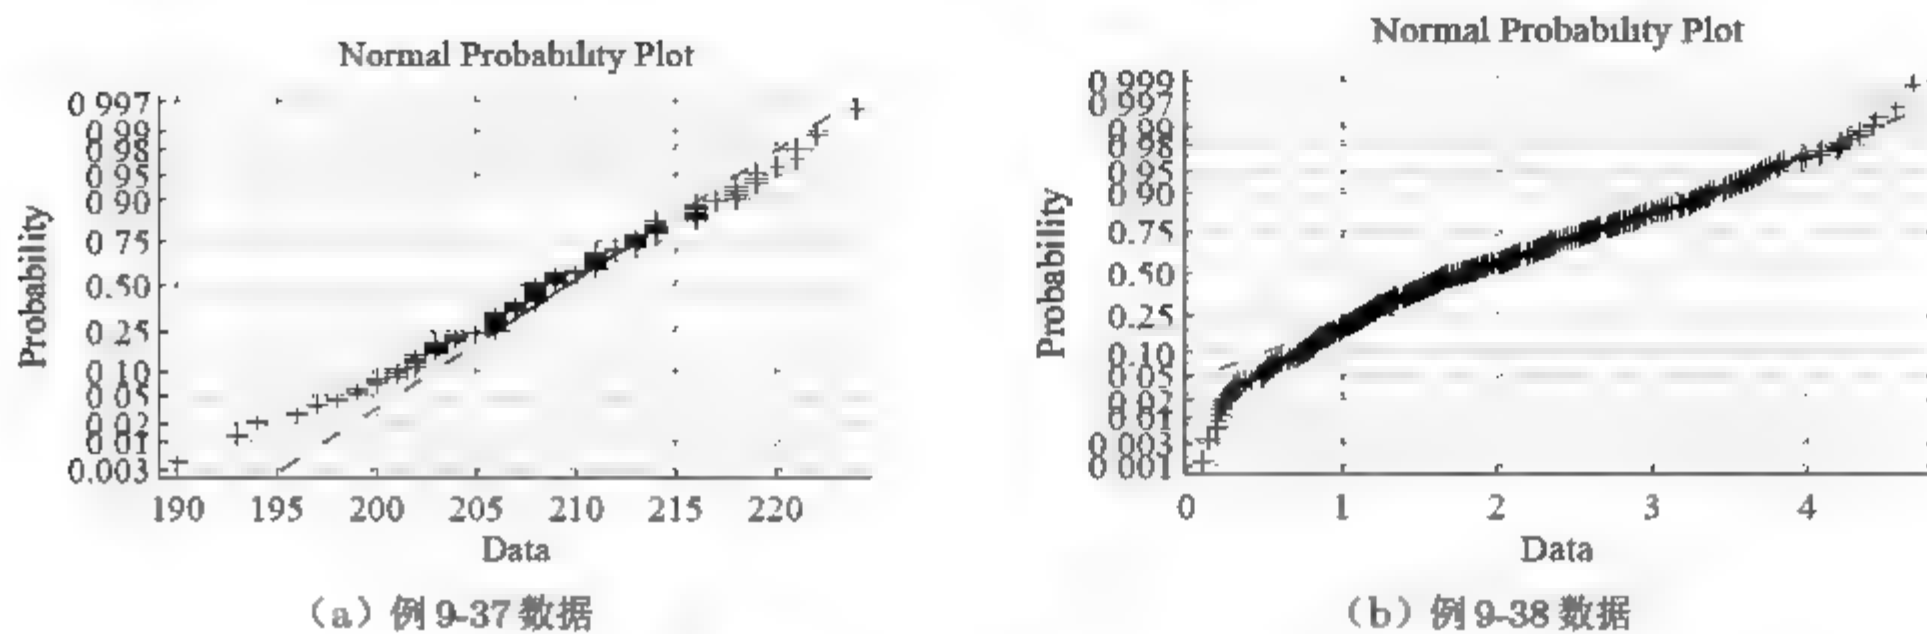 Normal Probability Plot
0 997
0 99
0 98
0 95
0 90
0 75
0 50
0 25
0 10
0 05
0 02
0 01
0 003
Probability
190 195 200 205 210 215 220
Data
(a) 例 9-37 数据
Normal Probability Plot
0 999
0 997
0 99
0 98
0 95
0 90
0.75
0.50
0.25
0.10
0 05
0 02
0 01
0 003
0 001
Probability
0 1 2 3 4
Data
(b) 例 9-38 数据